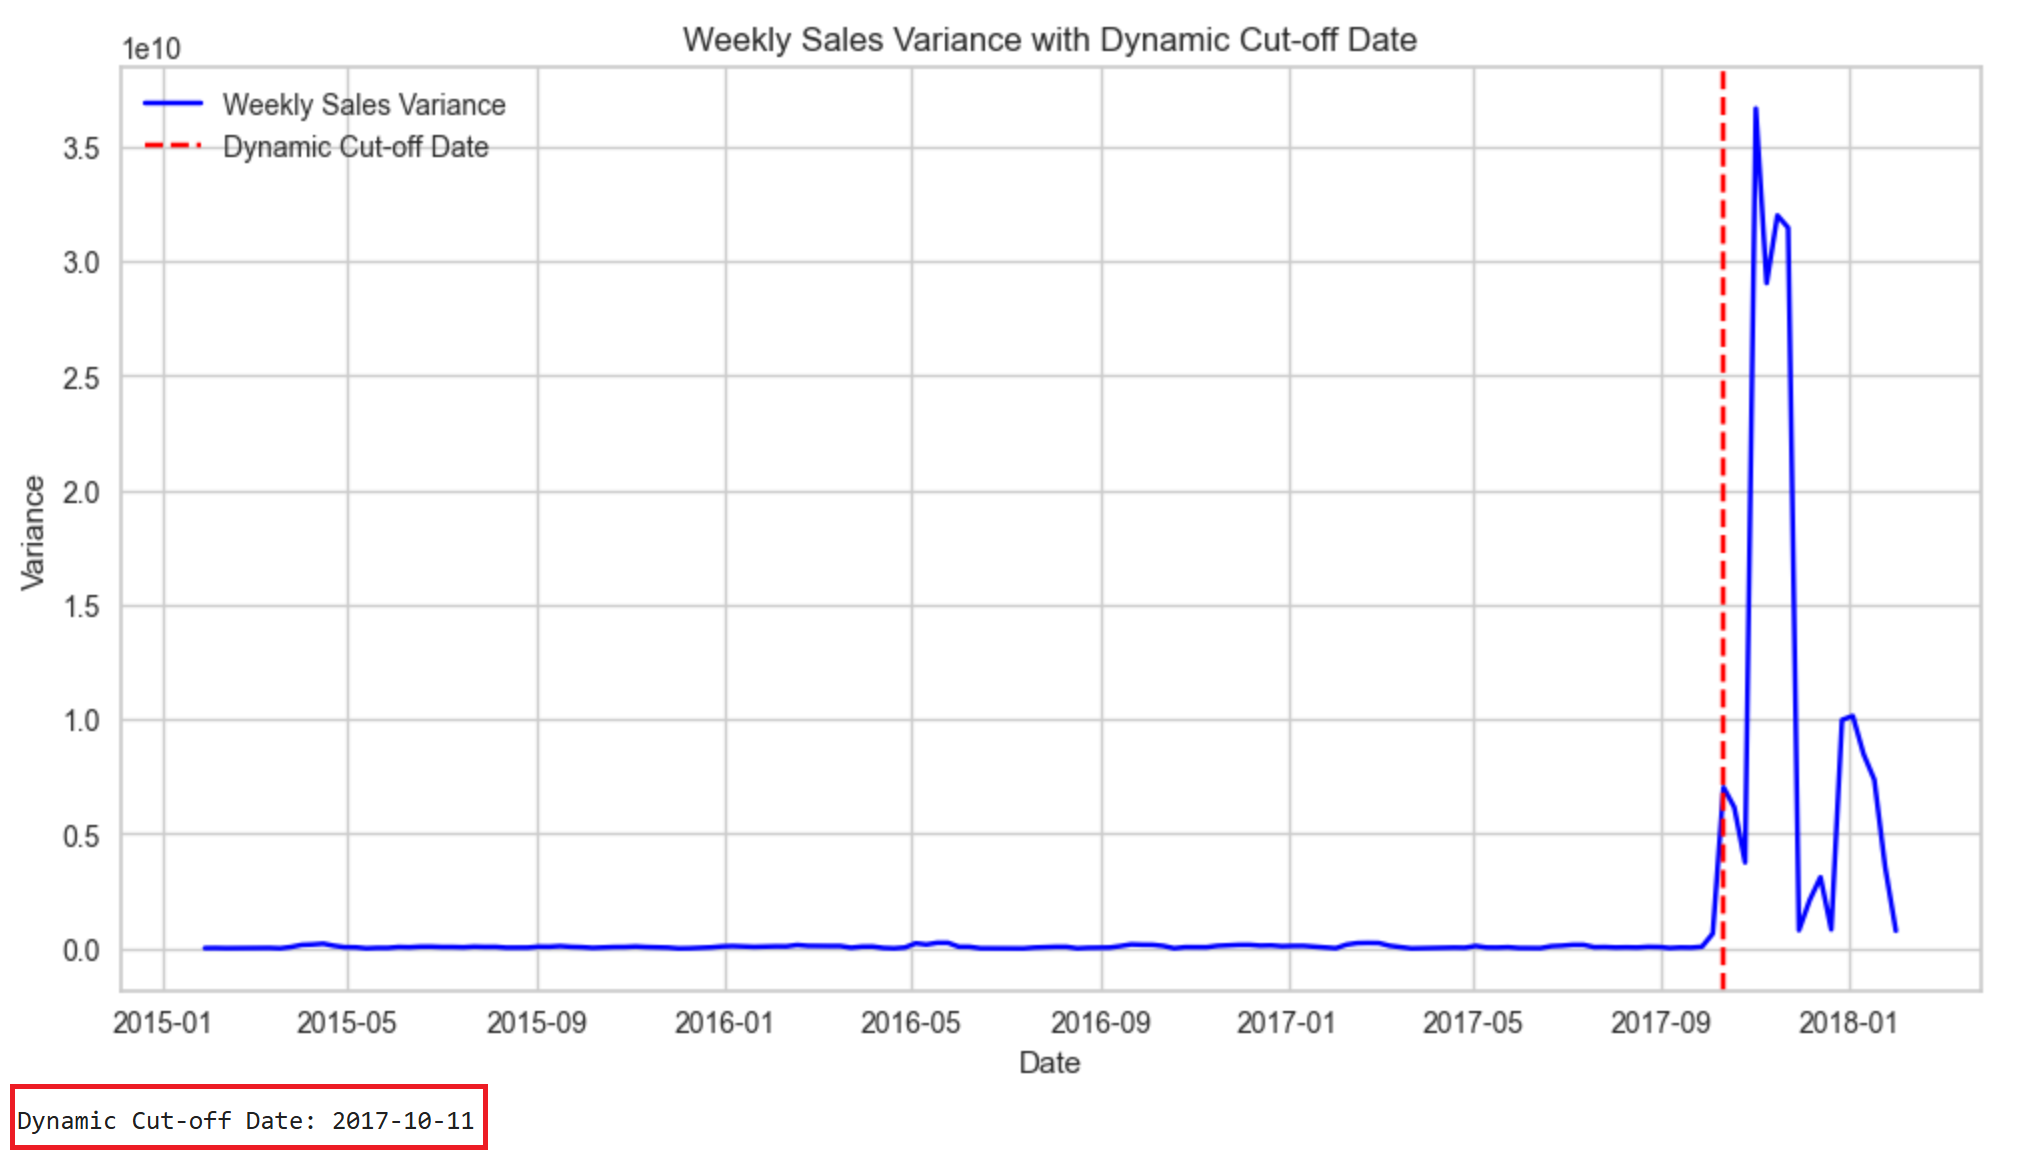 Weekly Sales Variance with Dynamic Cut-off Date
1e10
Weekly Sales Variance
Dynamic Cut-off Date
3.5
3.0
2.5
2.0
1.5
1.0
0.5
0.0
Variance
2015-01 2015-05 2015-09 2016-01 2016-05 2016-09 2017-01 2017-05 2017-09 2018-01
Date
Dynamic Cut-off Date: 2017-10-11